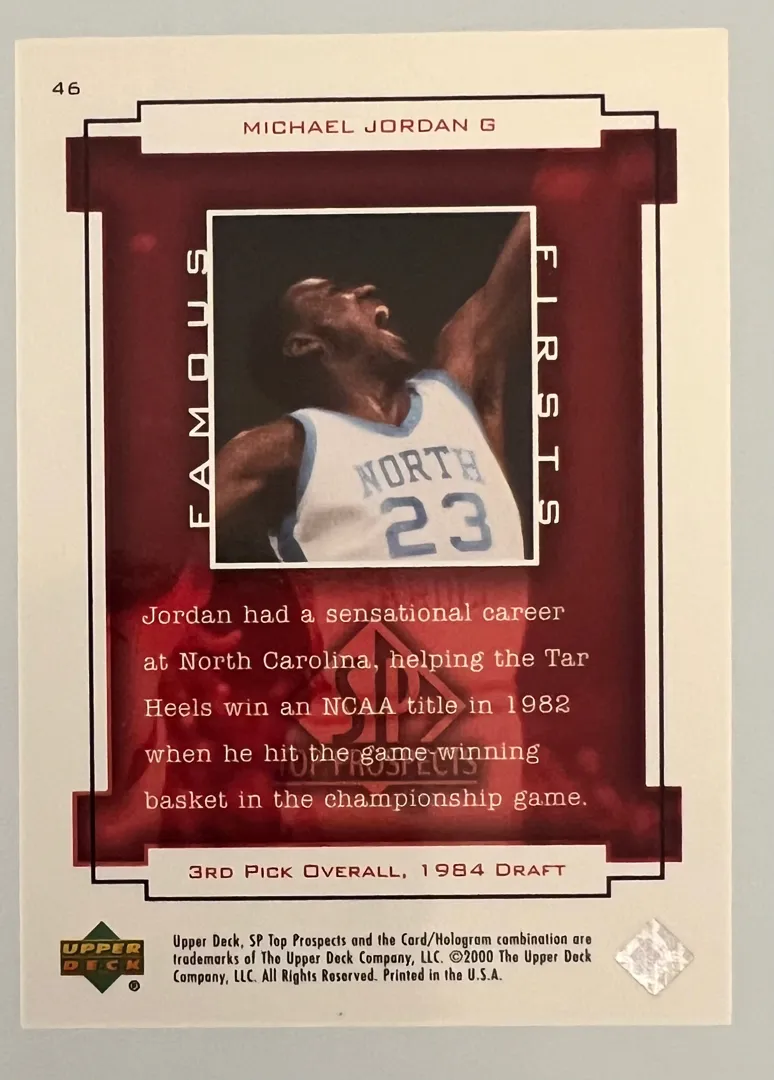 46
MICHAEL JORDAN G
FAMOUS
FIRSTS
NORTH
23
Jordan had a sensational career
at North Carolina, helping the Tar
Heels win an NCAA title in 1982
when he hit the game-winning
basket in the championship game.
SP
TOP PROSPECTS
3RD PICK OVERALL, 1984 DRAFT
UPPER
DECK
Upper Deck, SP Top Prospects and the Card/Hologram combination are
trademarks of The Upper Deck Company, LLC. ©2000 The Upper Deck
Company, LLC. All Rights Reserved. Printed in the U.S.A.